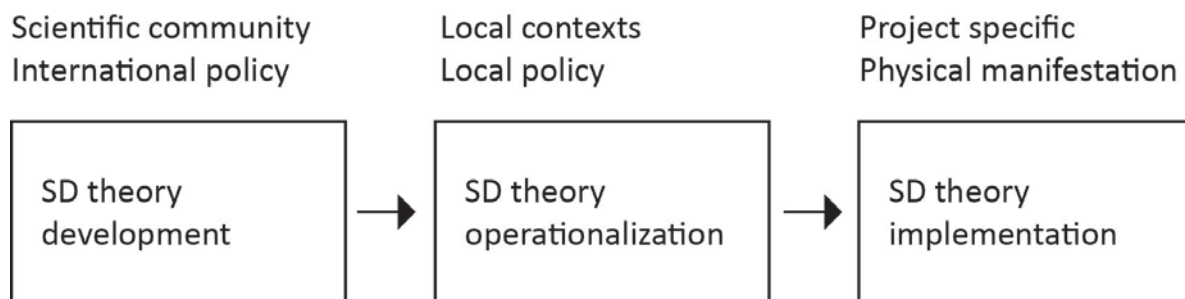 Scientific community
International policy
Local contexts
Local policy
Project specific
Physical manifestation
SD theory
development
SD theory
operationalization
SD theory
implementation